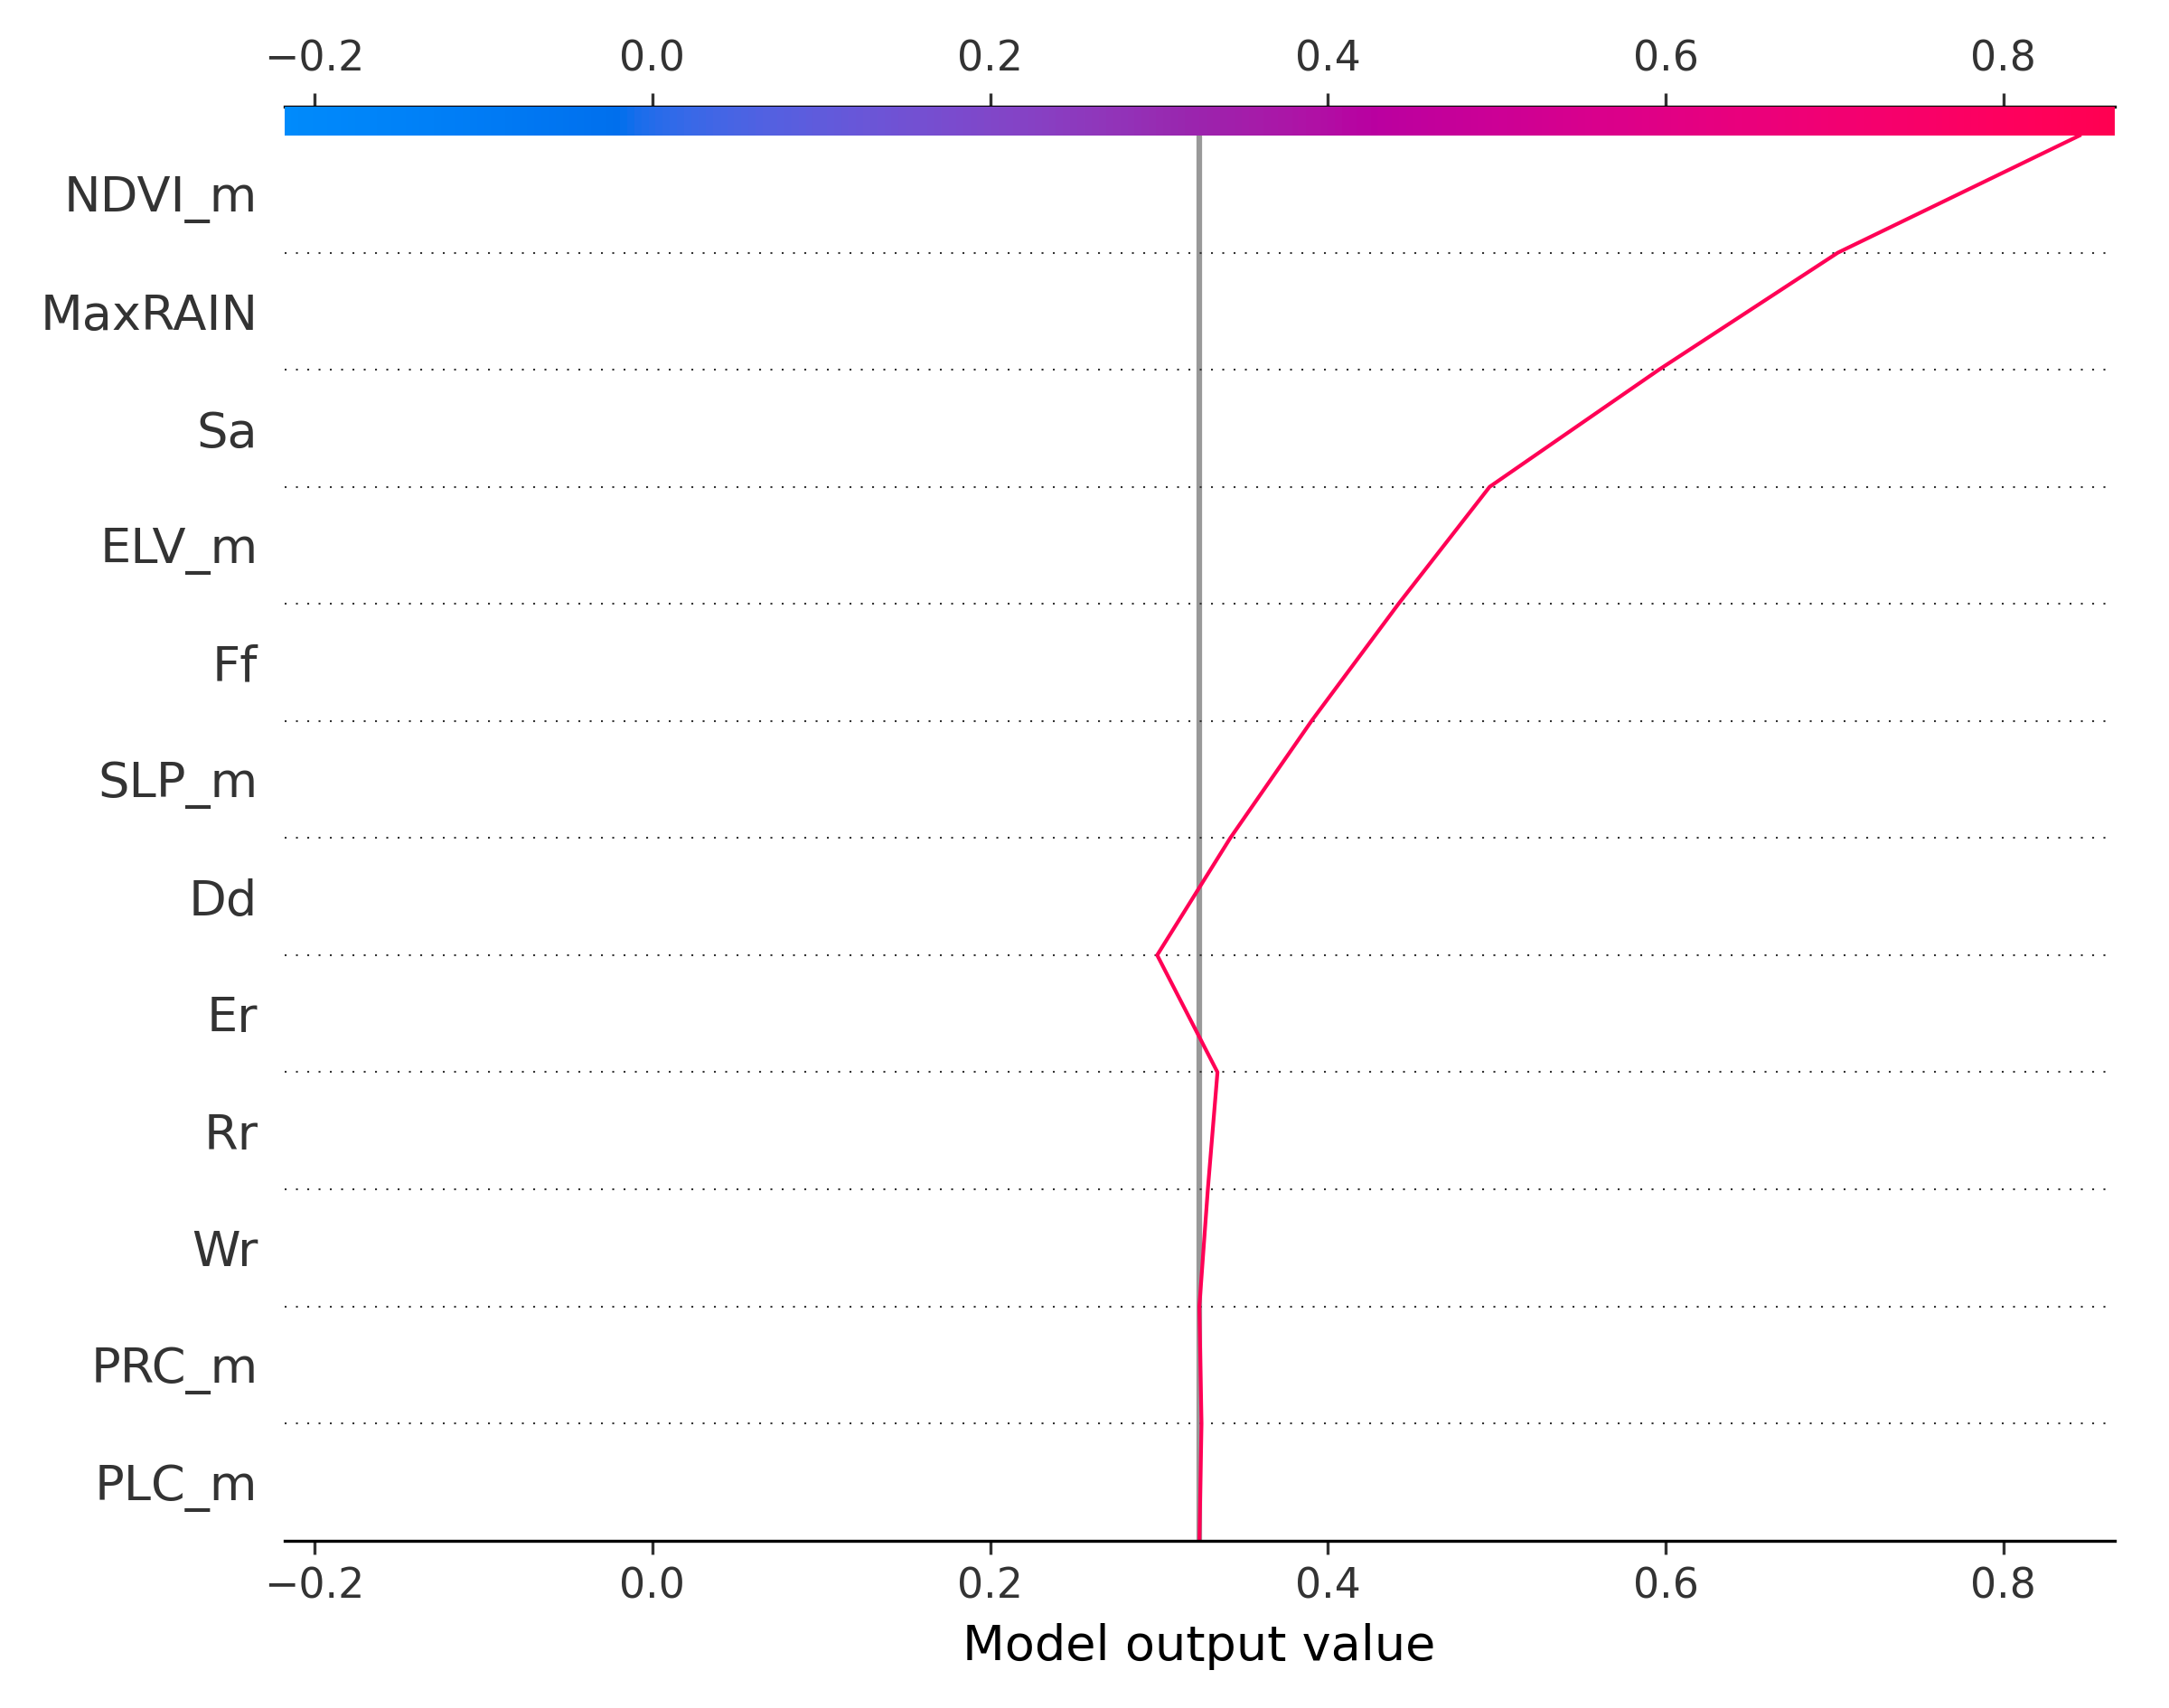 −0.2 0.0 0.2 0.4 0.6 0.8
NDVI_m
MaxRAIN
Sa
ELV_m
Ff
SLP_m
Dd
Er
Rr
Wr
PRC_m
PLC_m
−0.2 0.0 0.2 0.4 0.6 0.8
Model output value